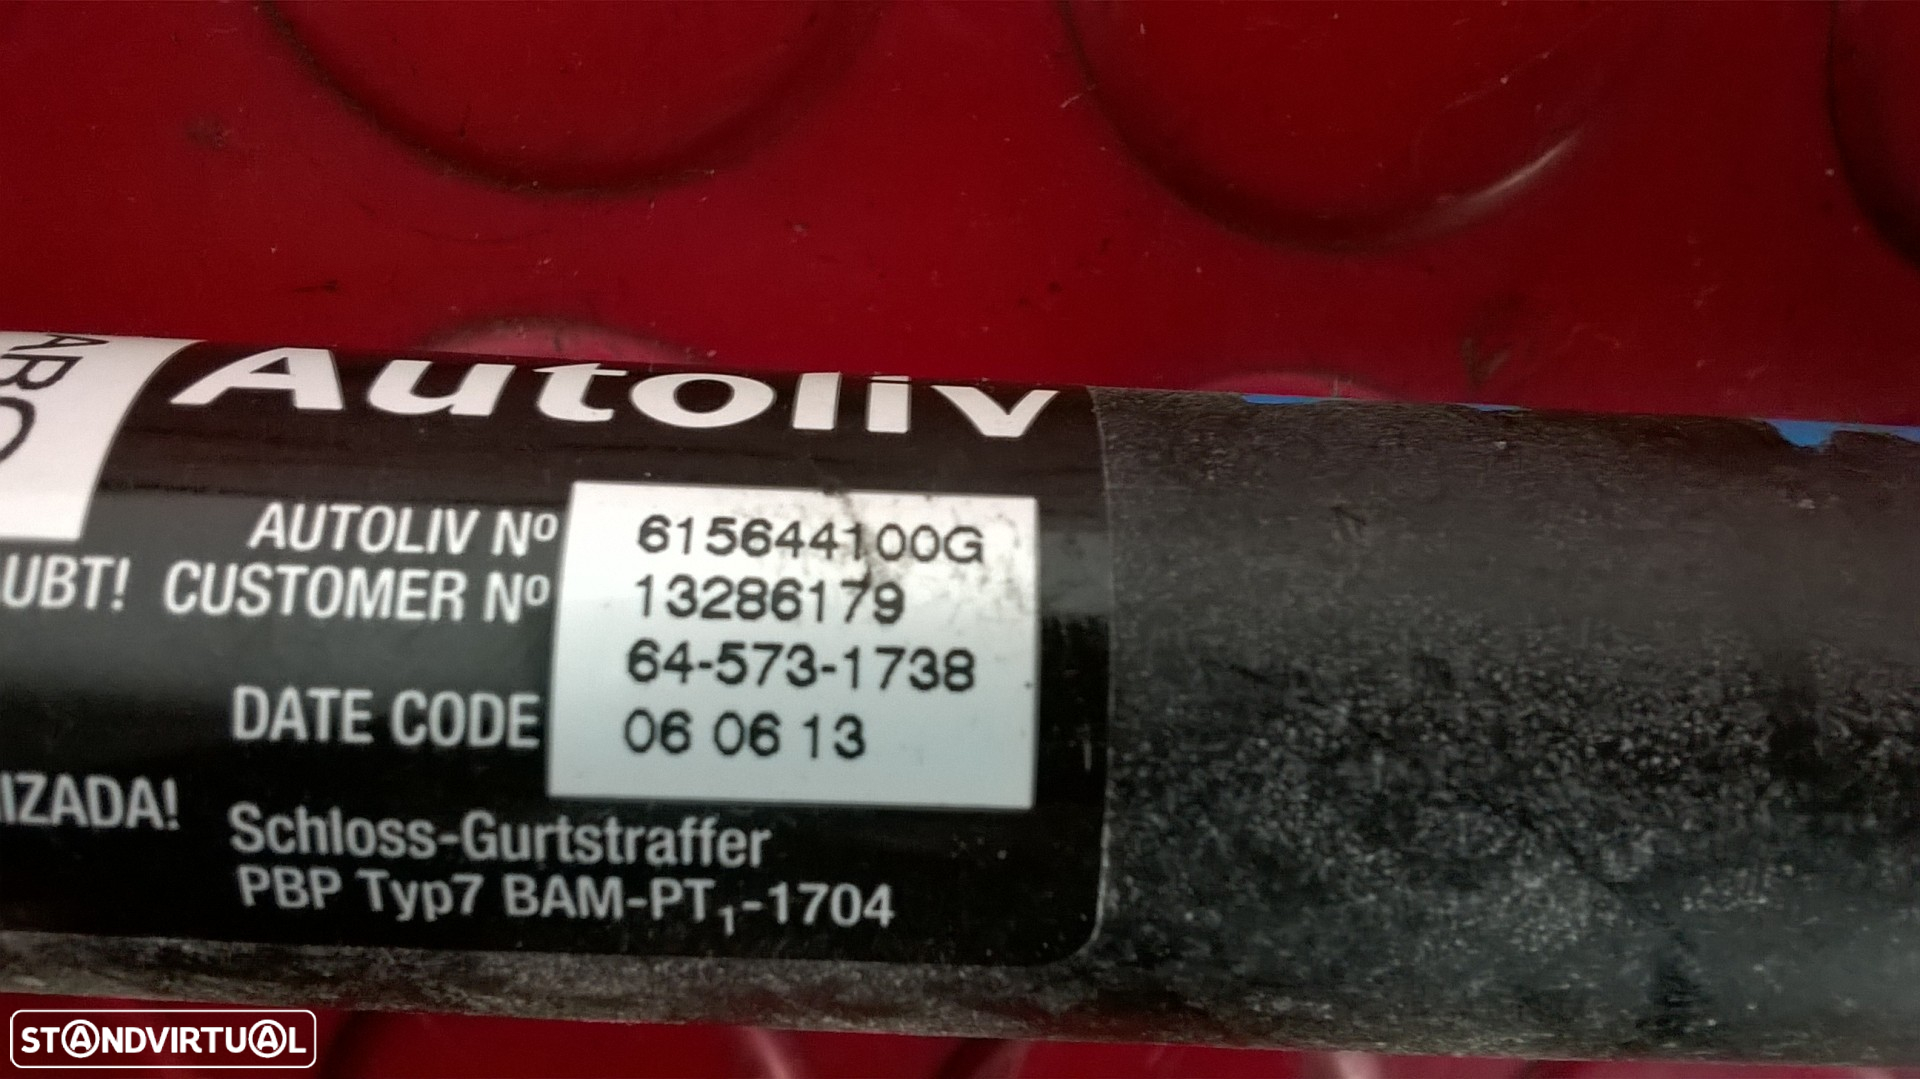 Autoliv
AUTOLIV Nº 615644100G
UBT! CUSTOMER Nº 13286179
64-573-1738
DATE CODE 06 06 13
IZADA!
Schloss-Gurtstraffer
PBP Typ7 BAM-PT₁-1704
STANDVIRTUAL